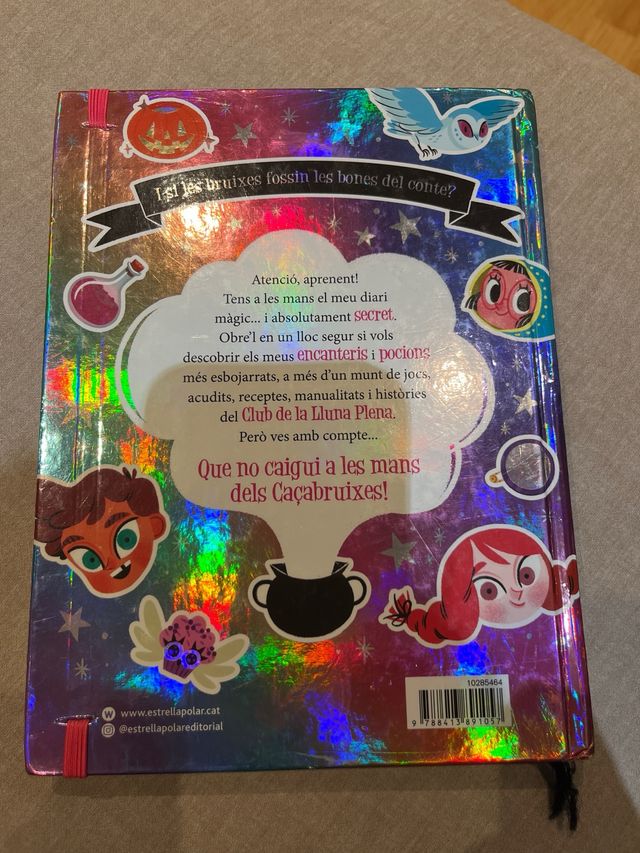 I si les bruixes fossin les bones del conte?
Atenció, aprenent!
Tens a les mans el meu diari
màgic... i absolutament secret.
Obre'l en un lloc segur si vols
descobrir els meus encanteris i pocions
més esbojarrats, a més d'un munt de jocs,
acudits, receptes, manualitats i històries
del Club de la Lluna Plena.
Però ves amb compte...
Que no caigui a les mans
dels Caçabruixes!
10285464
9 788413 891057
W www.estrellapolar.cat
@estrellapolareditorial